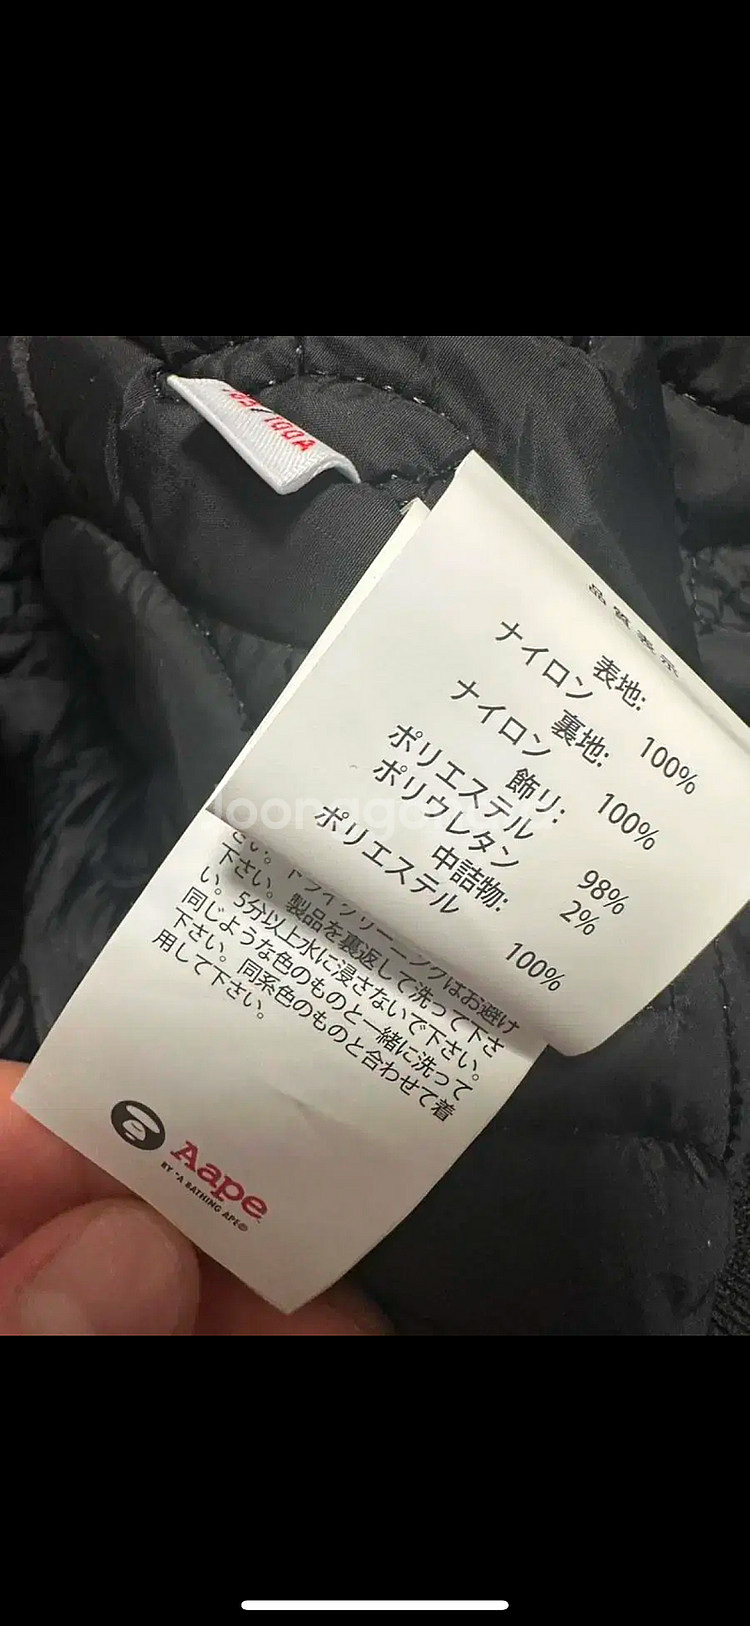 品質表示
表地:
ナイロン 100%
裏地:
ナイロン 100%
飾り:
ポリエステル 98%
ポリウレタン 2%
中詰物:
ポリエステル 100%
さい。ドライクリーニングはお避け
下さい。製品を裏返して洗って下さ
い。5分以上水に浸さないで下さい。
同じような色のものと一緒に洗って
下さい。同系色のものと合わせて着
用して下さい。
Aape
BY *A BATHING APE®
/100A